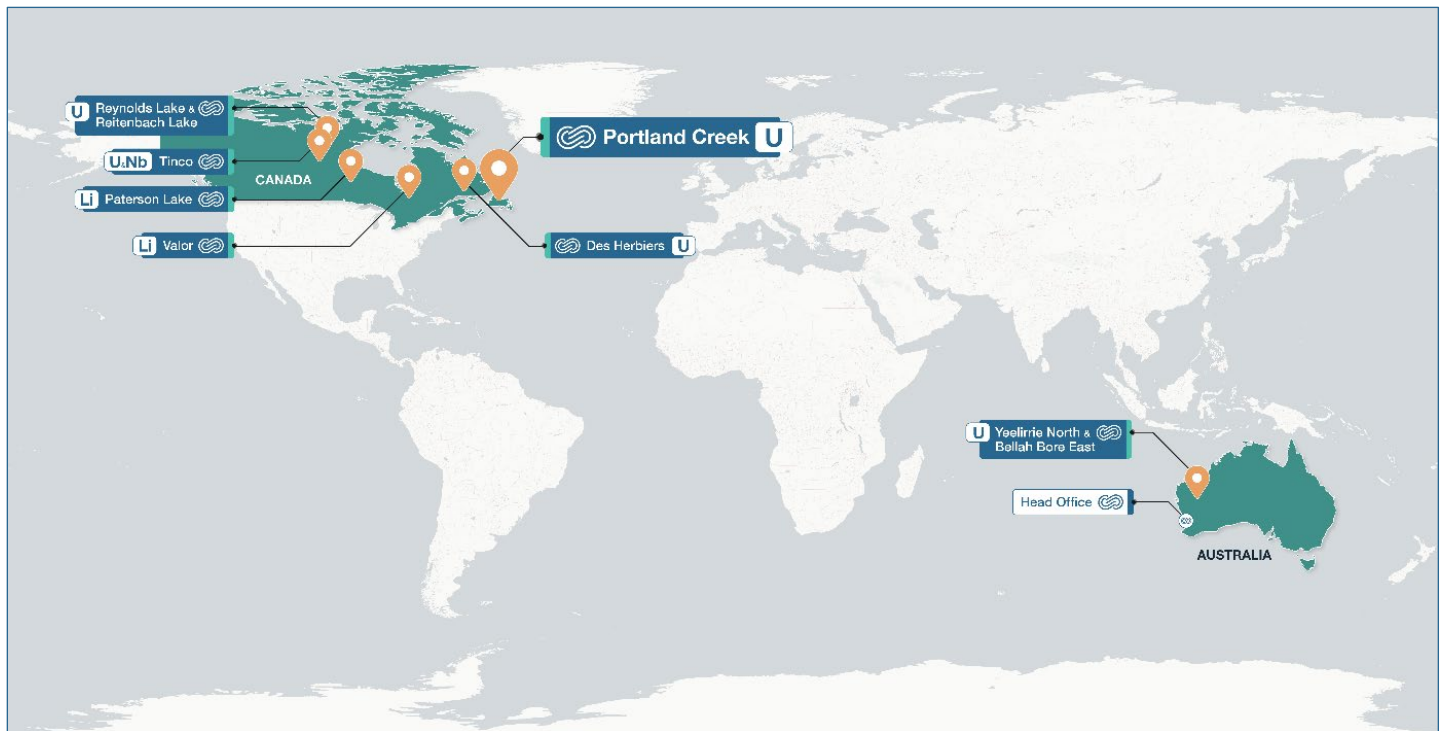 U
Reynolds Lake &
Reitenbach Lake
U&Nb Tinco
Li Paterson Lake
Li Valor
CANADA
Portland Creek U
Des Herbiers U
U
Yeelirrie North &
Bellah Bore East
Head Office
AUSTRALIA